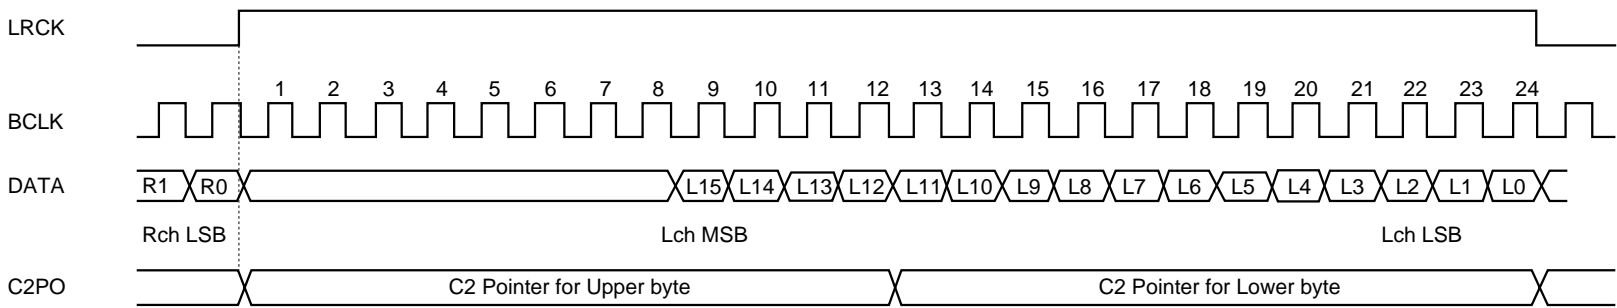 LRCK
1 2 3 4 5 6 7 8 9 10 11 12 13 14 15 16 17 18 19 20 21 22 23 24
BCLK
DATA R1 R0 L15 L14 L13 L12 L11 L10 L9 L8 L7 L6 L5 L4 L3 L2 L1 L0
Rch LSB Lch MSB Lch LSB
C2PO C2 Pointer for Upper byte C2 Pointer for Lower byte